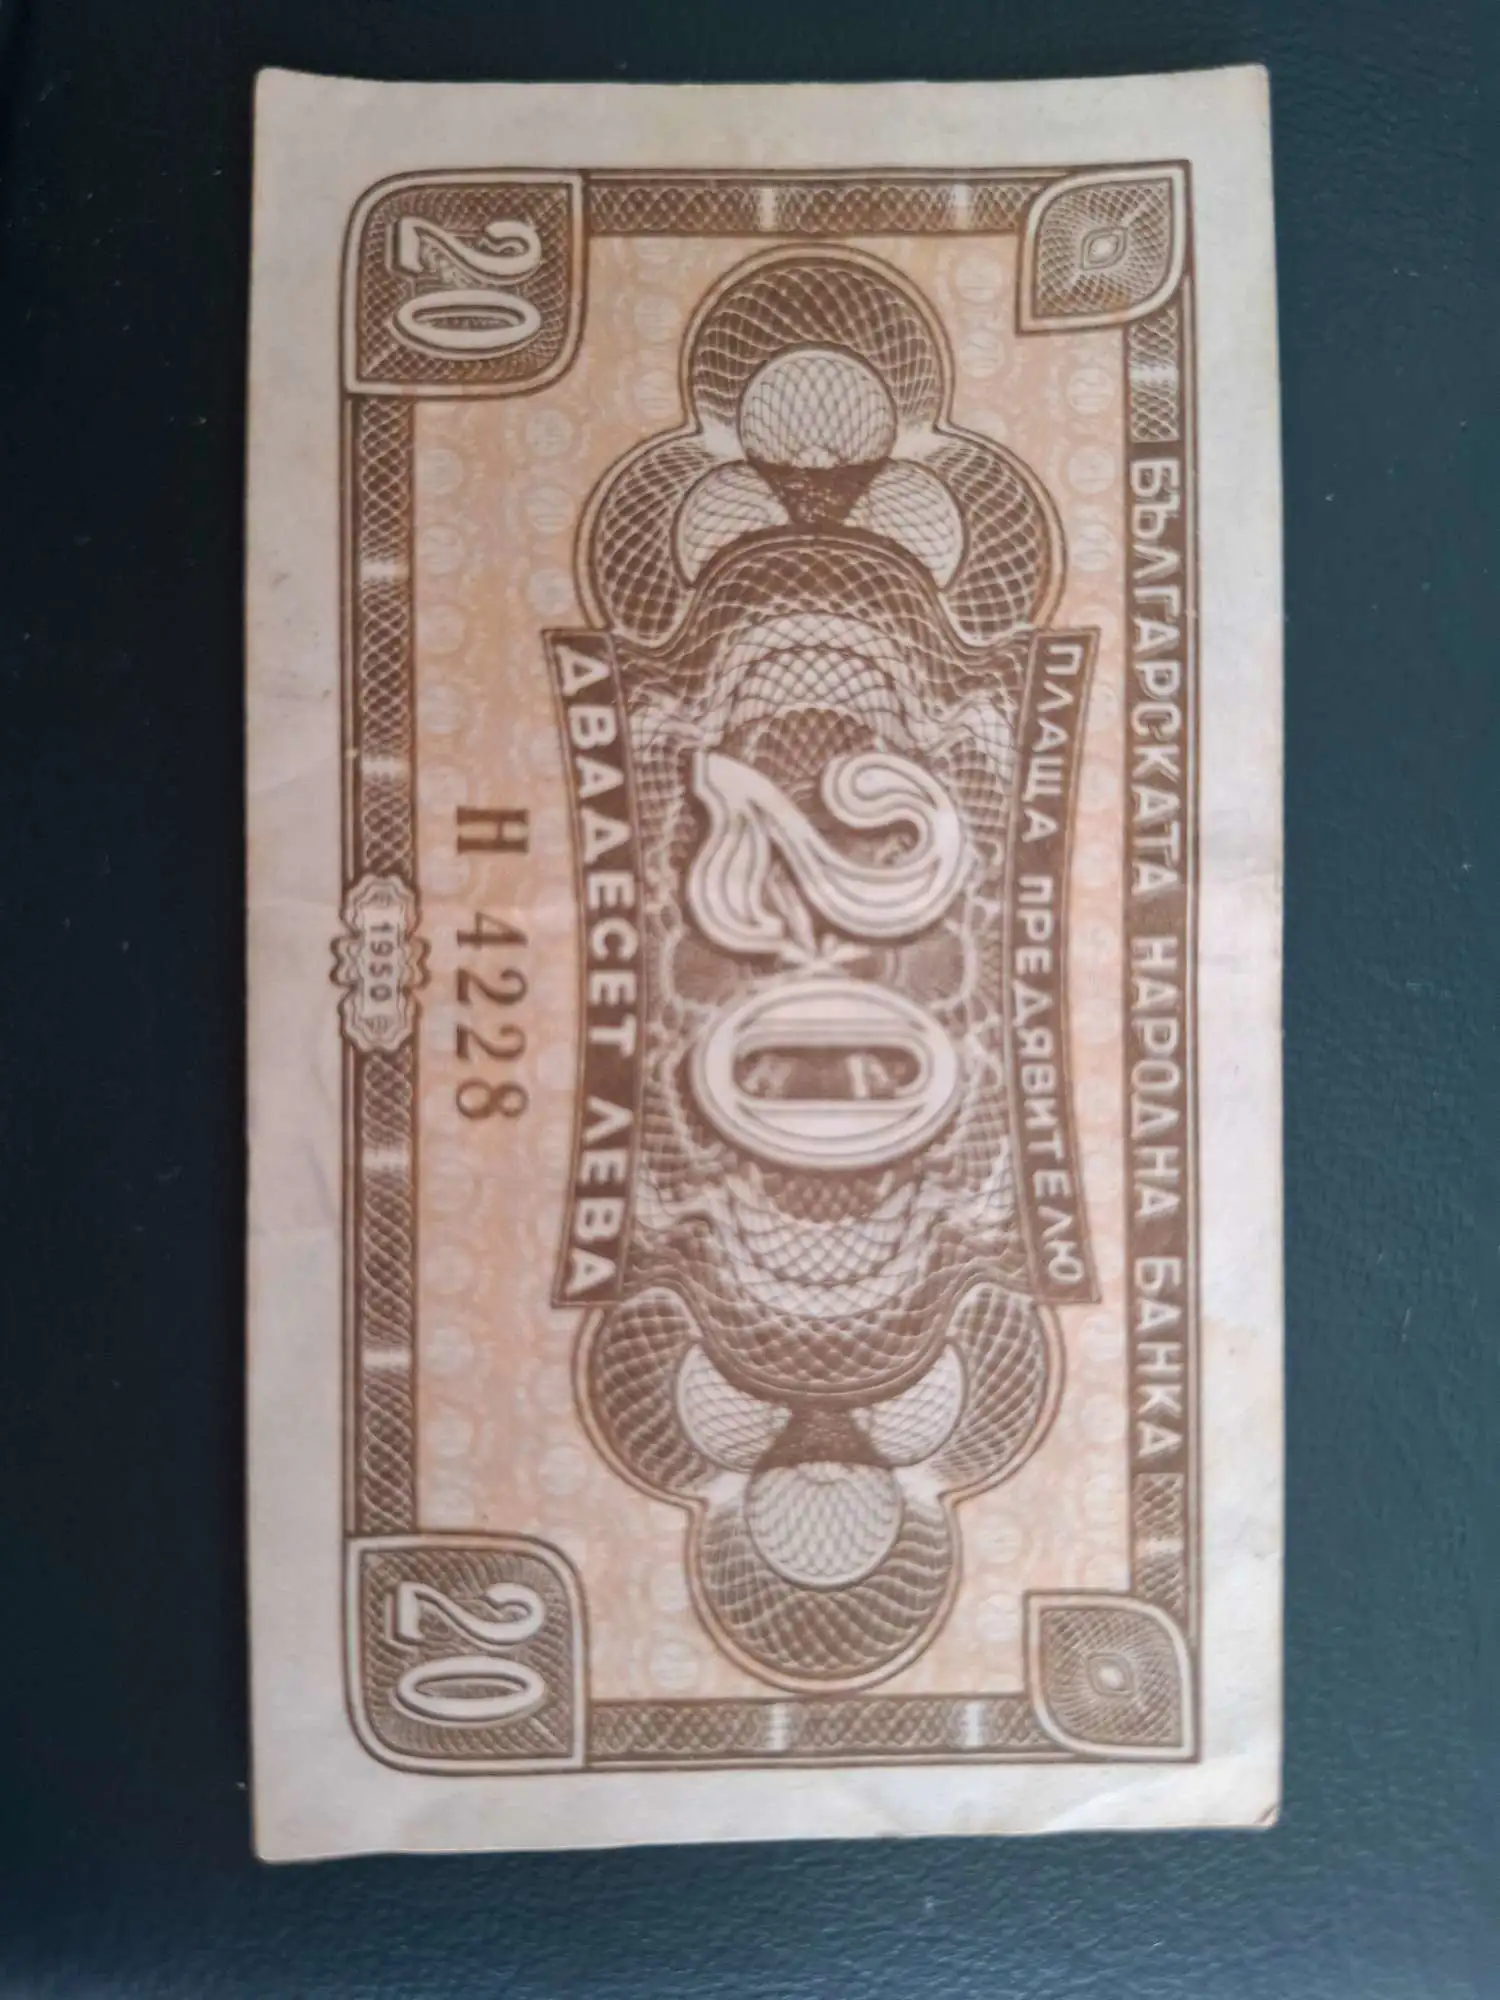 БЪЛГАРСКАТА НАРОДНА БАНКА
ПЛАЩА ПРЕДЯВИТЕЛЮ
20
ДВАДЕСЕТ ЛЕВА
Н 4228
20
1950
20